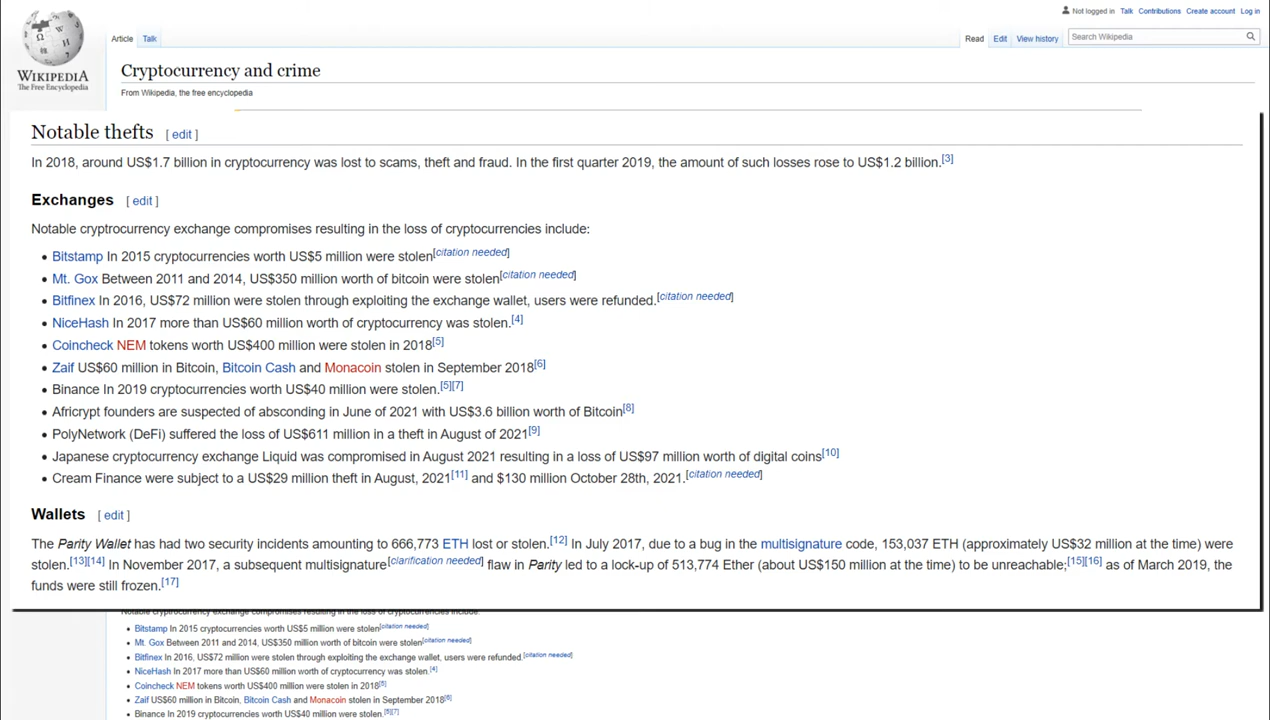 Not logged in Talk Contributions Create account Log in
Article Talk Read Edit View history Search Wikipedia
WIKIPEDIA
The Free Encyclopedia
Cryptocurrency and crime
From Wikipedia, the free encyclopedia
Notable thefts [ edit ]
In 2018, around US$1.7 billion in cryptocurrency was lost to scams, theft and fraud. In the first quarter 2019, the amount of such losses rose to US$1.2 billion.[3]
Exchanges [ edit ]
Notable cryptrocurrency exchange compromises resulting in the loss of cryptocurrencies include:
• Bitstamp In 2015 cryptocurrencies worth US$5 million were stolen[citation needed]
• Mt. Gox Between 2011 and 2014, US$350 million worth of bitcoin were stolen[citation needed]
• Bitfinex In 2016, US$72 million were stolen through exploiting the exchange wallet, users were refunded.[citation needed]
• NiceHash In 2017 more than US$60 million worth of cryptocurrency was stolen.[4]
• Coincheck NEM tokens worth US$400 million were stolen in 2018[5]
• Zaif US$60 million in Bitcoin, Bitcoin Cash and Monacoin stolen in September 2018[6]
• Binance In 2019 cryptocurrencies worth US$40 million were stolen.[5][7]
• Africrypt founders are suspected of absconding in June of 2021 with US$3.6 billion worth of Bitcoin[8]
• PolyNetwork (DeFi) suffered the loss of US$611 million in a theft in August of 2021[9]
• Japanese cryptocurrency exchange Liquid was compromised in August 2021 resulting in a loss of US$97 million worth of digital coins[10]
• Cream Finance were subject to a US$29 million theft in August, 2021[11] and $130 million October 28th, 2021.[citation needed]
Wallets [ edit ]
The Parity Wallet has had two security incidents amounting to 666,773 ETH lost or stolen.[12] In July 2017, due to a bug in the multisignature code, 153,037 ETH (approximately US$32 million at the time) were
stolen.[13][14] In November 2017, a subsequent multisignature[clarification needed] flaw in Parity led to a lock-up of 513,774 Ether (about US$150 million at the time) to be unreachable;[15][16] as of March 2019, the
funds were still frozen.[17]
Notable cryptrocurrency exchange compromises resulting in the loss of cryptocurrencies include:
• Bitstamp In 2015 cryptocurrencies worth US$5 million were stolen[citation needed]
• Mt. Gox Between 2011 and 2014, US$350 million worth of bitcoin were stolen[citation needed]
• Bitfinex In 2016, US$72 million were stolen through exploiting the exchange wallet, users were refunded.[citation needed]
• NiceHash In 2017 more than US$60 million worth of cryptocurrency was stolen.[4]
• Coincheck NEM tokens worth US$400 million were stolen in 2018[5]
• Zaif US$60 million in Bitcoin, Bitcoin Cash and Monacoin stolen in September 2018[6]
• Binance In 2019 cryptocurrencies worth US$40 million were stolen.[5][7]